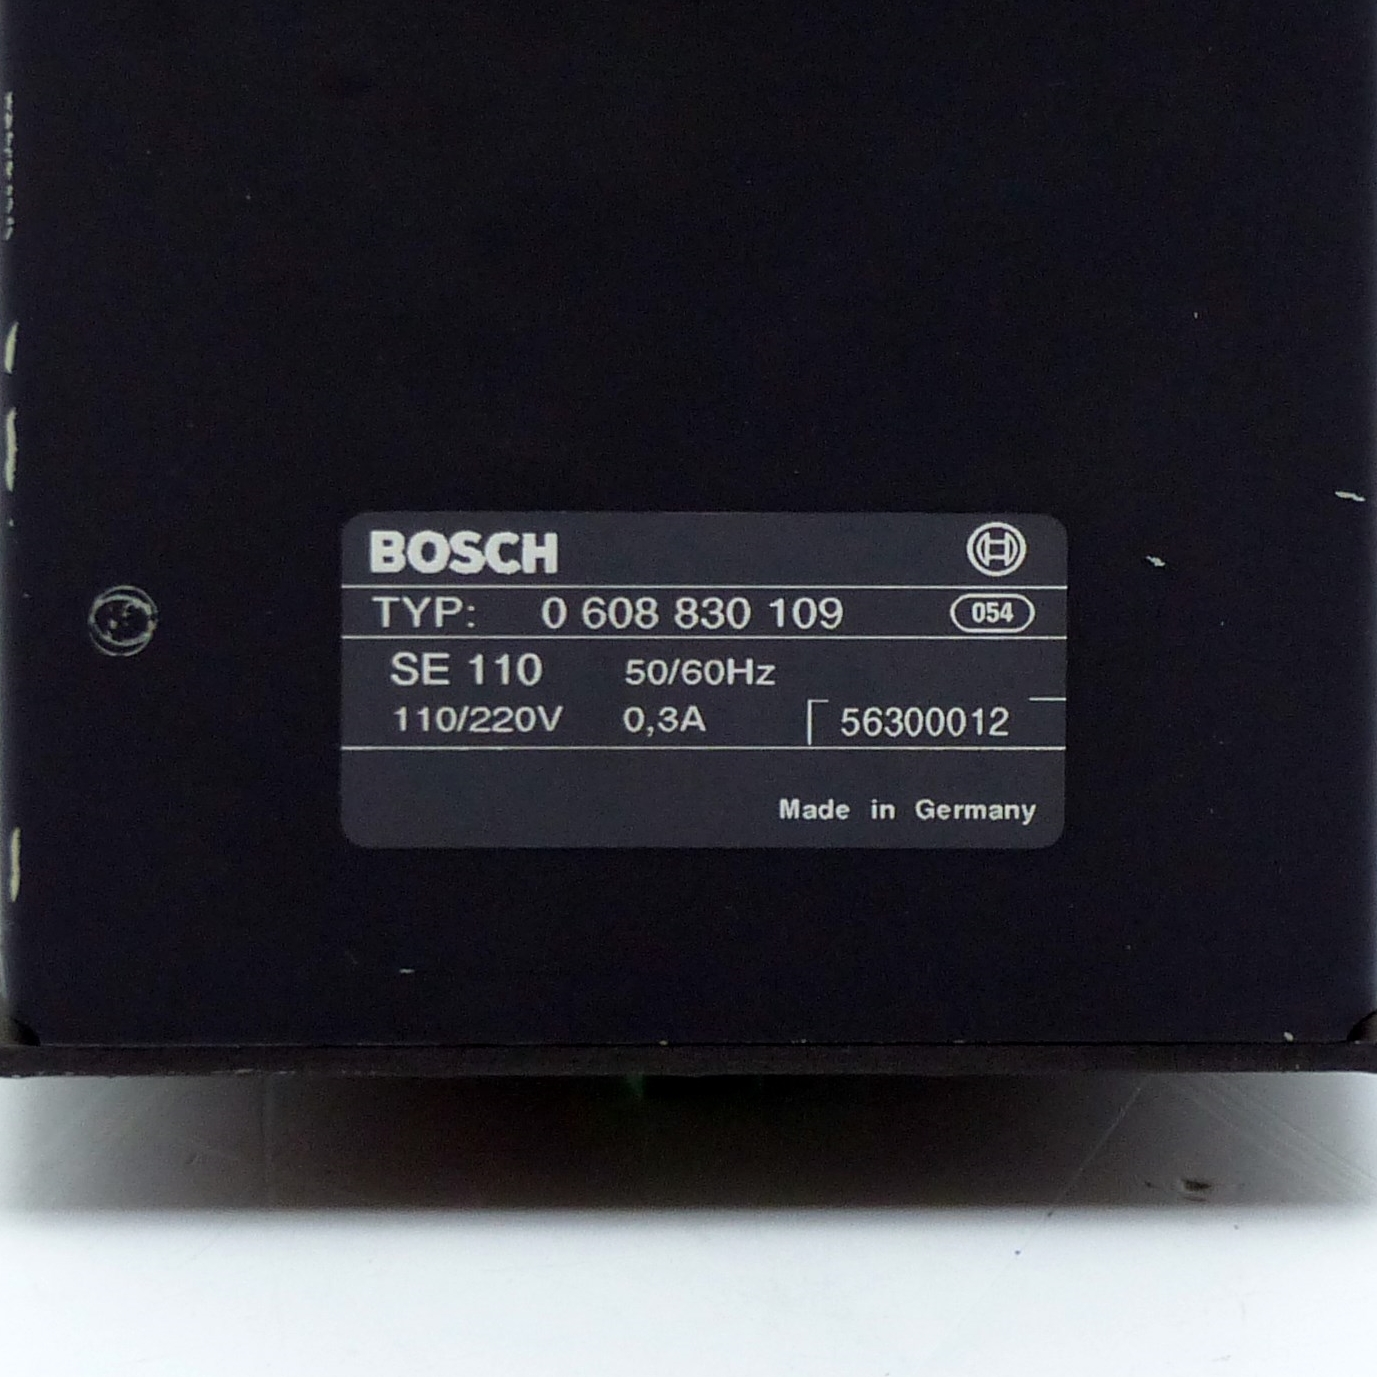 BOSCH
TYP: 0 608 830 109 054
SE 110 50/60Hz
110/220V 0,3A 56300012
Made in Germany